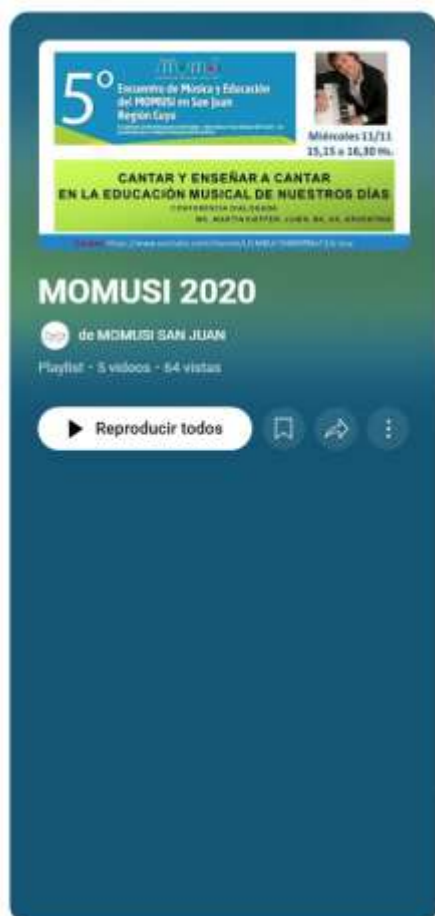 momusi
5°
Encuentro de Música y Educación
del MOMUSI en San Juan
Región Cuyo
Miércoles 11/11
15,15 a 16,30 Hs.
CANTAR Y ENSEÑAR A CANTAR
EN LA EDUCACIÓN MUSICAL DE NUESTROS DÍAS
CONFERENCIA DIALOGADA
MOMUSI 2020
de MOMUSI SAN JUAN
Playlist • 5 videos • 64 vistas
Reproducir todos